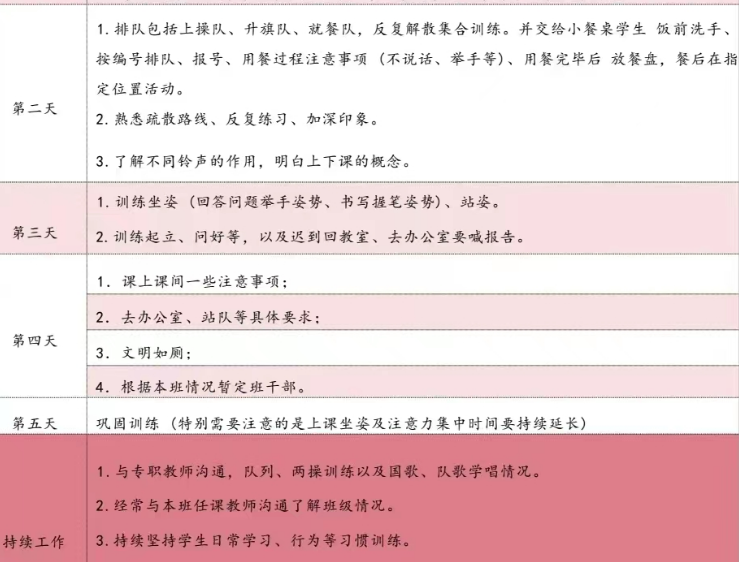 1.排队包括上操队、升旗队、就餐队，反复解散集合训练。并交给小餐桌学生 饭前洗手、
按编号排队、报号、用餐过程注意事项（不说话、举手等）、用餐完毕后 放餐盘，餐后在指
定位置活动。
第二天
2.熟悉疏散路线、反复练习、加深印象。
3.了解不同铃声的作用，明白上下课的概念。
1.训练坐姿（回答问题举手姿势、书写握笔姿势）、站姿。
第三天
2.训练起立、问好等，以及迟到回教室、去办公室要喊报告。
1. 课上课间一些注意事项；
2. 去办公室、站队等具体要求；
第四天
3. 文明如厕；
4. 根据本班情况暂定班干部。
第五天
巩固训练（特别需要注意的是上课坐姿及注意力集中时间要持续延长）
1.与专职教师沟通，队列、两操训练以及国歌、队歌学唱情况。
2.经常与本班任课教师沟通了解班级情况。
持续工作
3.持续坚持学生日常学习、行为等习惯训练。